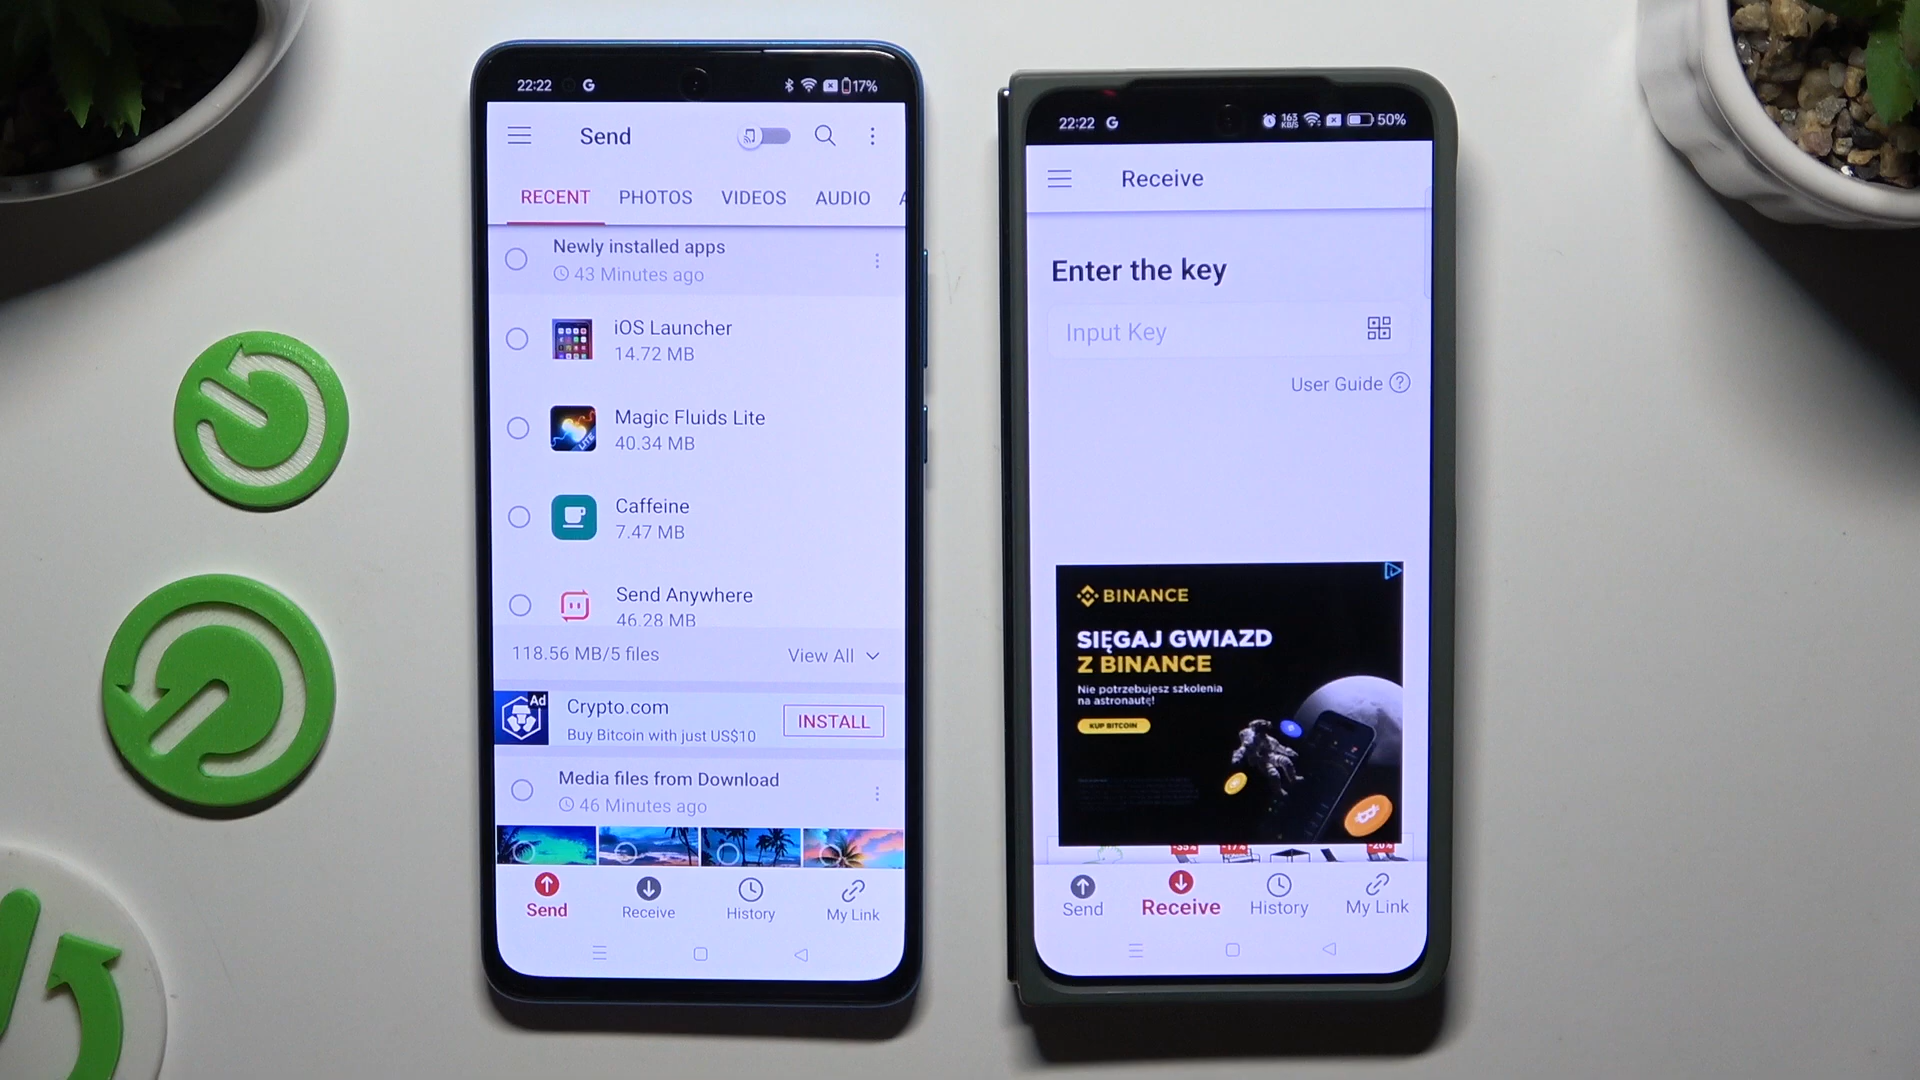 22:22 G
17%
Send
RECENT PHOTOS VIDEOS AUDIO
Newly installed apps
43 Minutes ago
iOS Launcher
14.72 MB
Magic Fluids Lite
40.34 MB
Caffeine
7.47 MB
Send Anywhere
46.28 MB
118.56 MB/5 files
View All
Ad
Crypto.com
Buy Bitcoin with just US$10
INSTALL
Media files from Download
46 Minutes ago
Send
Receive
History
My Link
22:22 G
163 KB/S
50%
Receive
Enter the key
Input Key
User Guide
BINANCE
SIĘGAJ GWIAZD
Z BINANCE
Nie potrzebujesz szkolenia
na astronautę!
KUP BITCOIN
-35%
-17%
-20%
Send
Receive
History
My Link